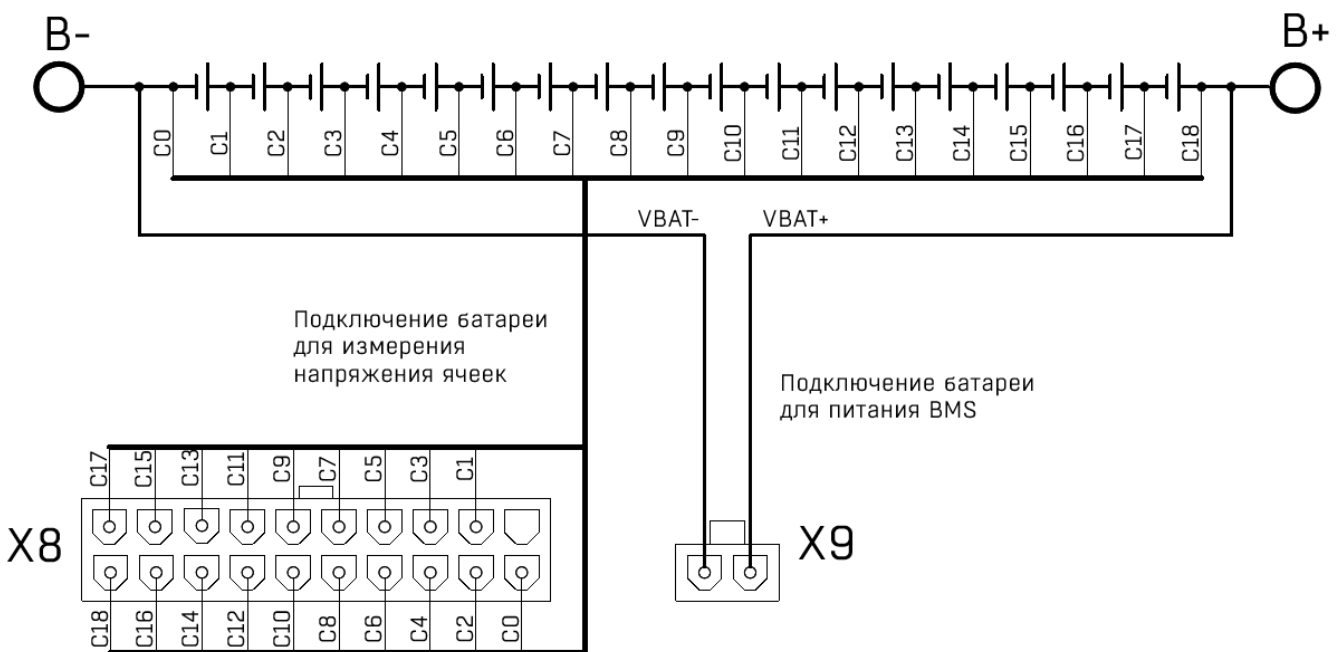 B-
B+
C0 C1 C2 C3 C4 C5 C6 C7 C8 C9 C10 C11 C12 C13 C14 C15 C16 C17 C18
VBAT- VBAT+
Подключение батареи
для измерения
напряжения ячеек
Подключение батареи
для питания BMS
C17 C15 C13 C11 C9 C7 C5 C3 C1
X8
X9
C18 C16 C14 C12 C10 C8 C6 C4 C2 C0